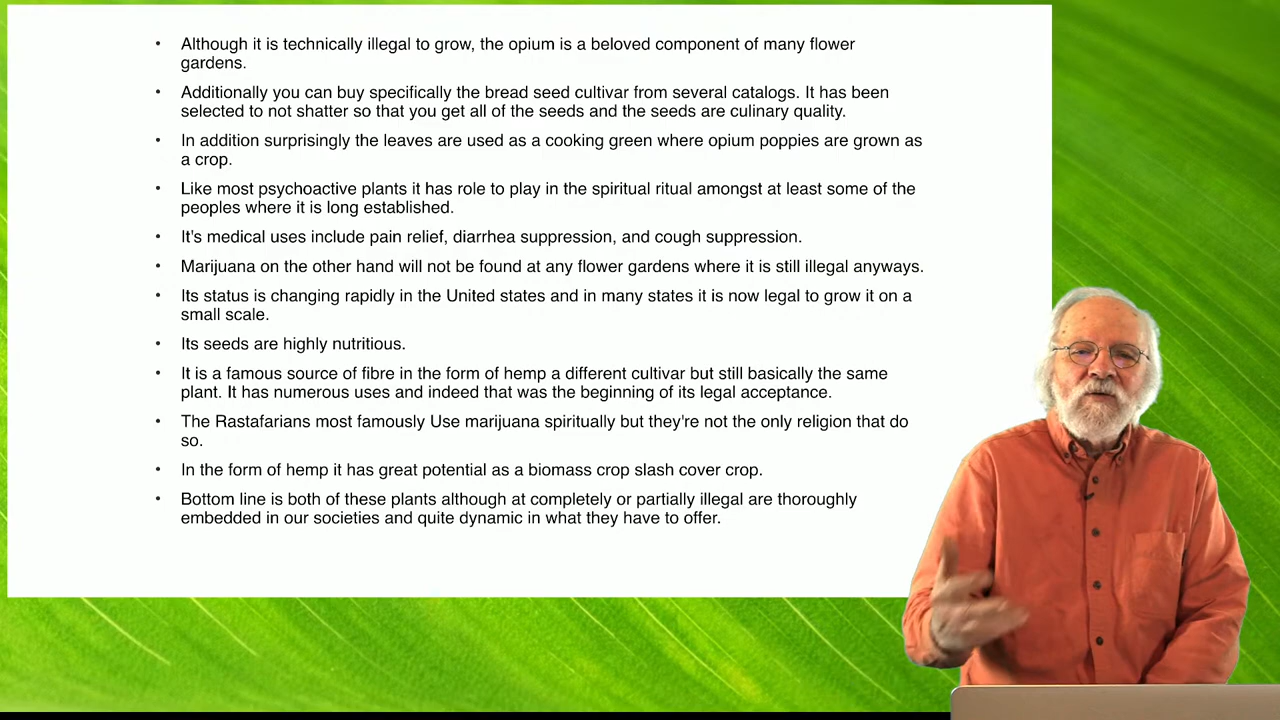 • Although it is technically illegal to grow, the opium is a beloved component of many flower
gardens.
• Additionally you can buy specifically the bread seed cultivar from several catalogs. It has been
selected to not shatter so that you get all of the seeds and the seeds are culinary quality.
• In addition surprisingly the leaves are used as a cooking green where opium poppies are grown as
a crop.
• Like most psychoactive plants it has role to play in the spiritual ritual amongst at least some of the
peoples where it is long established.
• It's medical uses include pain relief, diarrhea suppression, and cough suppression.
• Marijuana on the other hand will not be found at any flower gardens where it is still illegal anyways.
• Its status is changing rapidly in the United states and in many states it is now legal to grow it on a
small scale.
• Its seeds are highly nutritious.
• It is a famous source of fibre in the form of hemp a different cultivar but still basically the same
plant. It has numerous uses and indeed that was the beginning of its legal acceptance.
• The Rastafarians most famously Use marijuana spiritually but they're not the only religion that do
so.
• In the form of hemp it has great potential as a biomass crop slash cover crop.
• Bottom line is both of these plants although at completely or partially illegal are thoroughly
embedded in our societies and quite dynamic in what they have to offer.